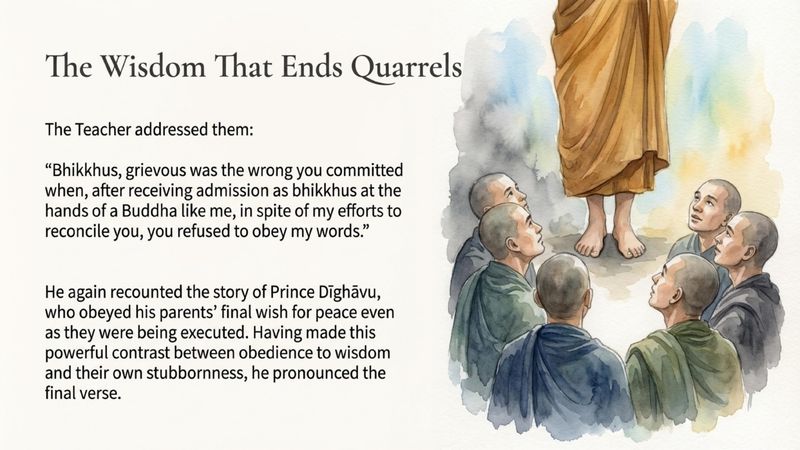 The Wisdom That Ends Quarrels
The Teacher addressed them:
“Bhikkhus, grievous was the wrong you committed
when, after receiving admission as bhikkhus at the
hands of a Buddha like me, in spite of my efforts to
reconcile you, you refused to obey my words.”
He again recounted the story of Prince Dīghāvu,
who obeyed his parents’ final wish for peace even
as they were being executed. Having made this
powerful contrast between obedience to wisdom
and their own stubbornness, he pronounced the
final verse.